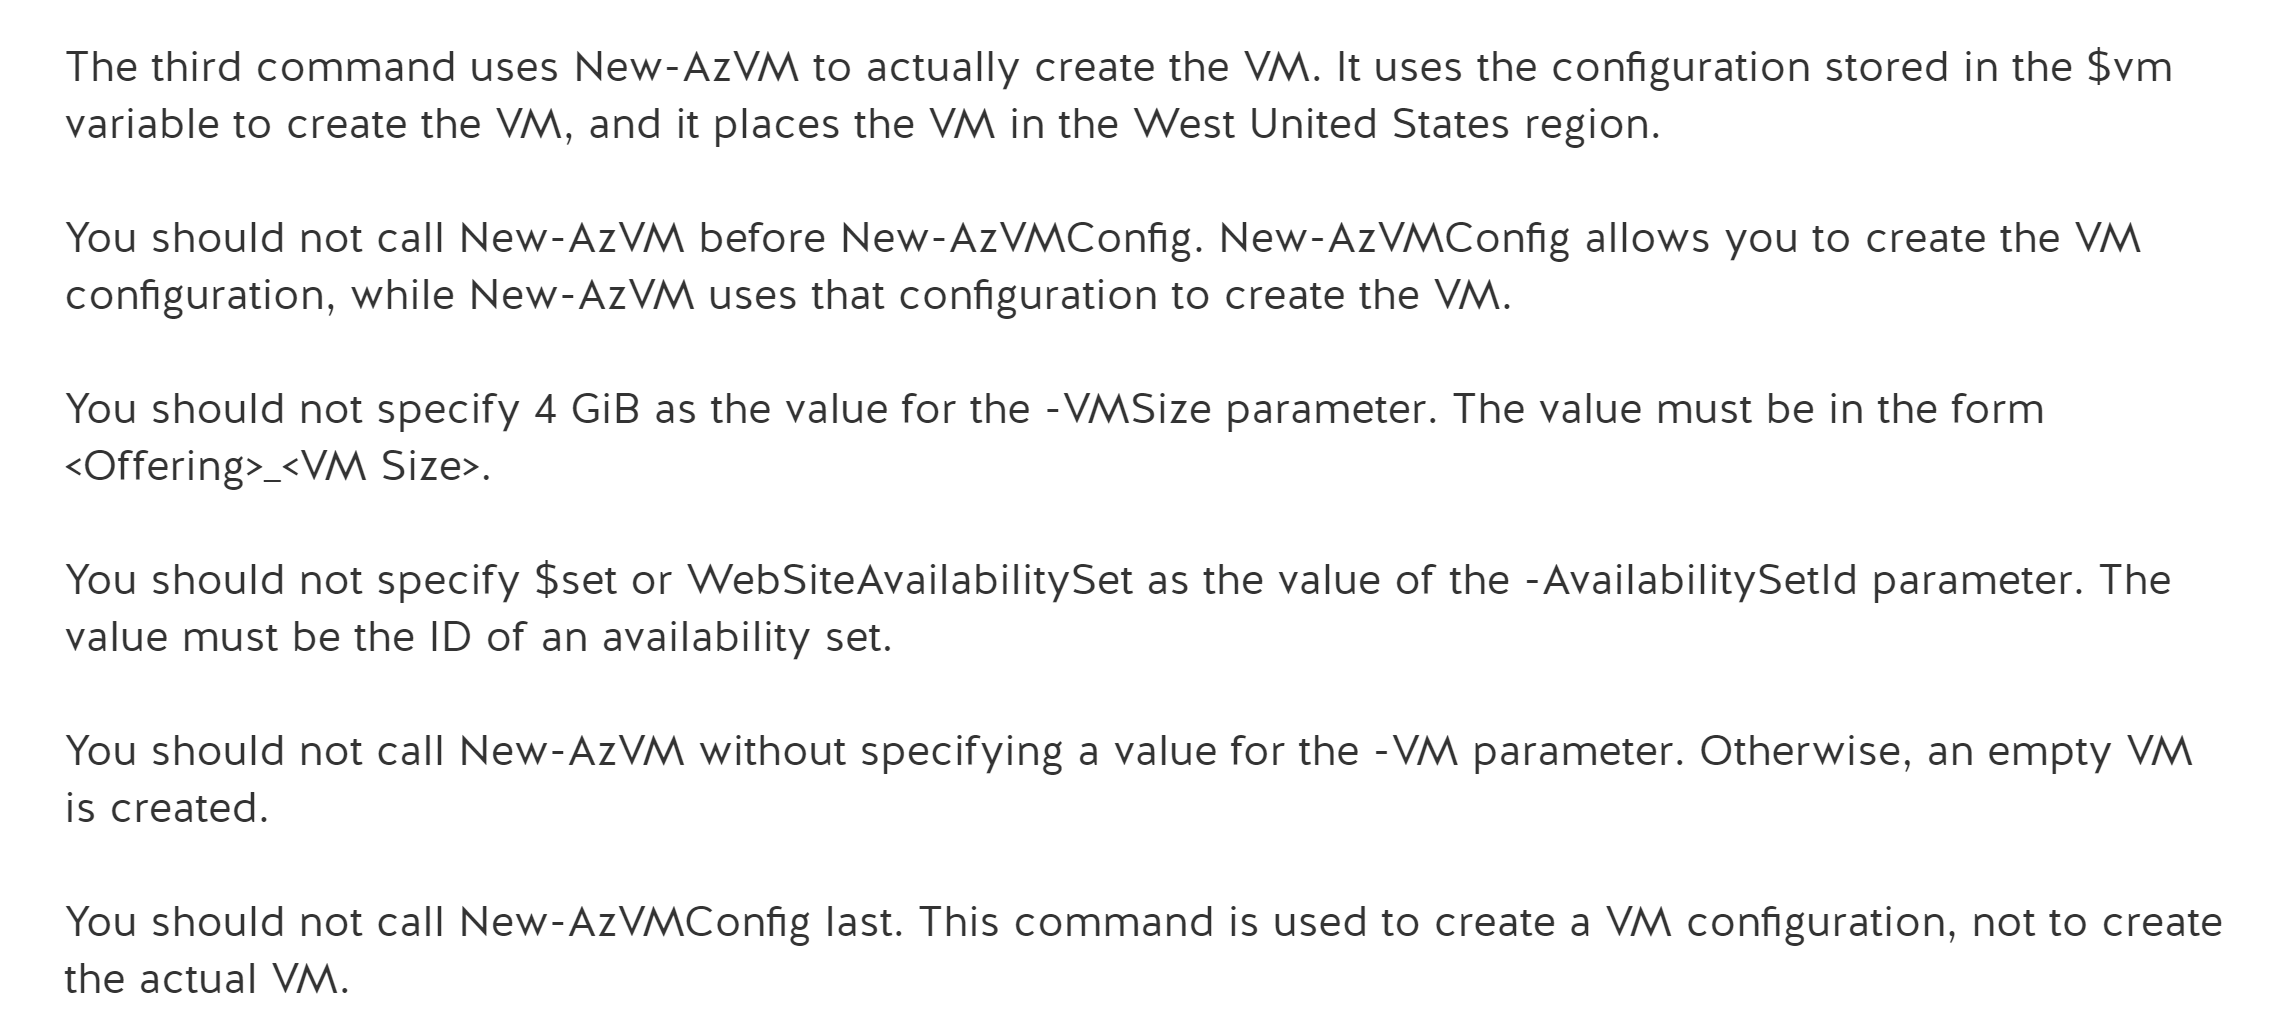 The third command uses New-AzVM to actually create the VM. It uses the configuration stored in the $vm
variable to create the VM, and it places the VM in the West United States region.
You should not call New-AzVM before New-AzVMConfig. New-AzVMConfig allows you to create the VM
configuration, while New-AzVM uses that configuration to create the VM.
You should not specify 4 GiB as the value for the -VMSize parameter. The value must be in the form
<Offering>_<VM Size>.
You should not specify $set or WebSiteAvailabilitySet as the value of the -AvailabilitySetId parameter. The
value must be the ID of an availability set.
You should not call New-AzVM without specifying a value for the -VM parameter. Otherwise, an empty VM
is created.
You should not call New-AzVMConfig last. This command is used to create a VM configuration, not to create
the actual VM.